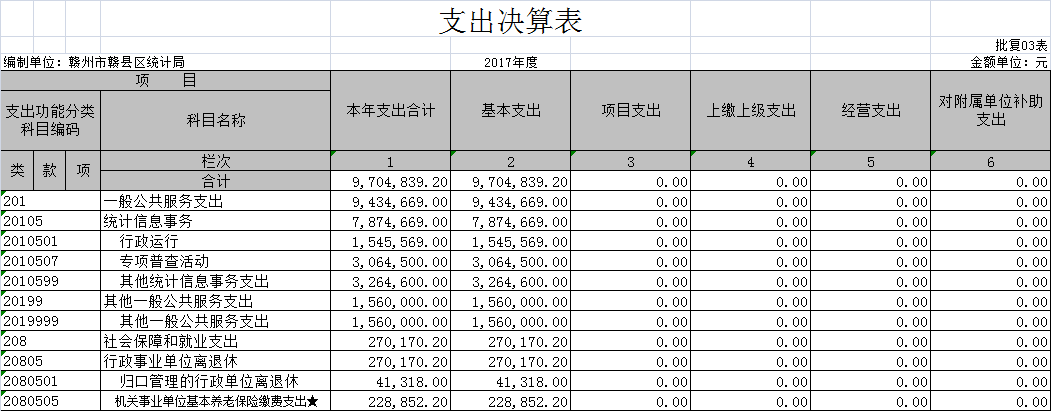 支出决算表
批复03表
编制单位：赣州市赣县区统计局 2017年度 金额单位：元
项 目 本年支出合计 基本支出 项目支出 上缴上级支出 经营支出 对附属单位补助支出
支出功能分类科目编码 科目名称
类 款 项 栏次 1 2 3 4 5 6
合计 9,704,839.20 9,704,839.20 0.00 0.00 0.00 0.00
201 一般公共服务支出 9,434,669.00 9,434,669.00 0.00 0.00 0.00 0.00
20105 统计信息事务 7,874,669.00 7,874,669.00 0.00 0.00 0.00 0.00
2010501 行政运行 1,545,569.00 1,545,569.00 0.00 0.00 0.00 0.00
2010507 专项普查活动 3,064,500.00 3,064,500.00 0.00 0.00 0.00 0.00
2010599 其他统计信息事务支出 3,264,600.00 3,264,600.00 0.00 0.00 0.00 0.00
20199 其他一般公共服务支出 1,560,000.00 1,560,000.00 0.00 0.00 0.00 0.00
2019999 其他一般公共服务支出 1,560,000.00 1,560,000.00 0.00 0.00 0.00 0.00
208 社会保障和就业支出 270,170.20 270,170.20 0.00 0.00 0.00 0.00
20805 行政事业单位离退休 270,170.20 270,170.20 0.00 0.00 0.00 0.00
2080501 归口管理的行政单位离退休 41,318.00 41,318.00 0.00 0.00 0.00 0.00
2080505 机关事业单位基本养老保险缴费支出★ 228,852.20 228,852.20 0.00 0.00 0.00 0.00